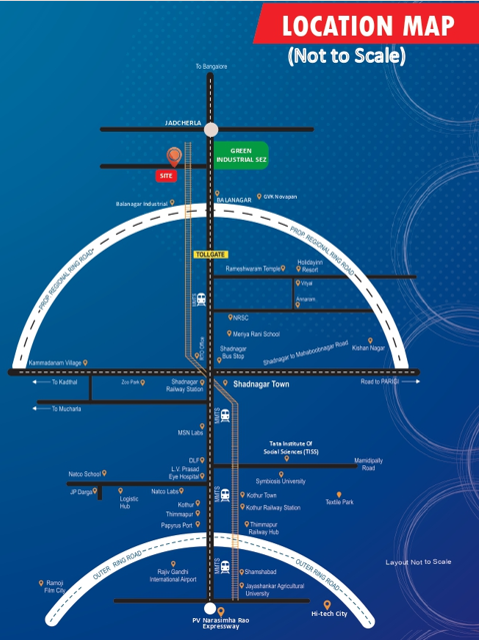 LOCATION MAP
(Not to Scale)
To Bangalore
JADCHERLA
GREEN
INDUSTRIAL SEZ
SITE
Balanagar Industrial
BALANAGAR
GVK Novapan
PROP. REGIONAL RING ROAD
PROP. REGIONAL RING ROAD
TOLLGATE
Rameshwaram Temple
Holidayinn
Resort
Vityal
Annaram
MMTS
NRSC
Menya Rani School
RTC Office
Shadnagar
Bus Stop
Shadnagar to Mahaboobnagar Road
Kishan Nagar
Kammadanam Village
To Kadthal
Zoo Park
Shadnagar
Railway Station
Shadnagar Town
Road to PARIGI
To Mucharla
MMTS
MSN Labs
Tata Institute Of
Social Sciences (TISS)
DLF
Mamidipally
Road
L.V. Prasad
Eye Hospital
Natco School
Symbiosis University
JP Darga
Logistic
Hub
Natco Labs
MMTS
Kothur Town
Textile Park
Kothur
Kothur Railway Station
Thimmapur
Papyrus Port
Thimmapur
Railway Hub
OUTER RING ROAD
OUTER RING ROAD
Layout Not to Scale
Rajiv Gandhi
International Airport
MMTS
Shamshabad
Ramoji
Film City
Jayashankar Agricultural
University
PV Narasimha Rao
Expressway
Hi-tech City